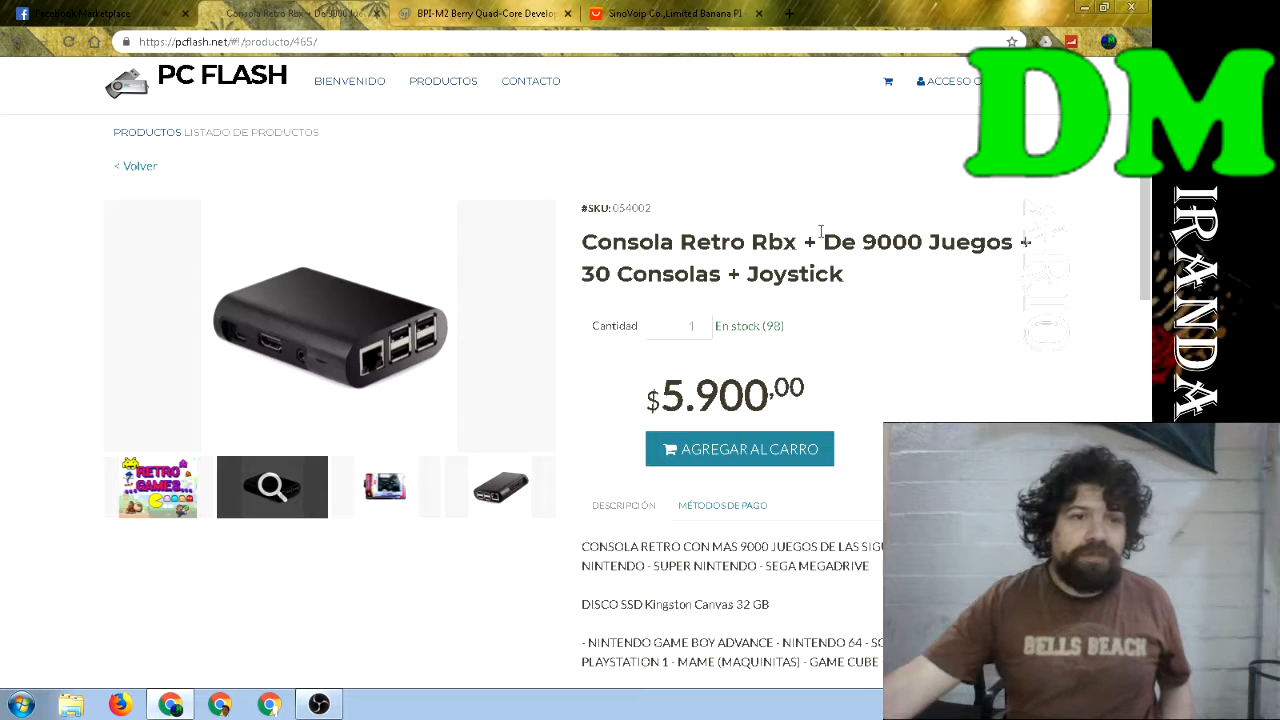 Facebook Marketplace
Consola Retro Rbx + De 9000 Jue
BPI-M2 Berry Quad-Core Develop
SinoVoip Co.,Limited Banana PI
https://pcflash.net/#!/producto/465/
PC FLASH
BIENVENIDO
PRODUCTOS
CONTACTO
ACCESO C
DM
PRODUCTOS LISTADO DE PRODUCTOS
< Volver
#SKU: 054002
Consola Retro Rbx + De 9000 Juegos +
30 Consolas + Joystick
Cantidad 1 En stock (98)
$5.900,00
AGREGAR AL CARRO
RETRO
GAMES
DESCRIPCIÓN
MÉTODOS DE PAGO
CONSOLA RETRO CON MAS 9000 JUEGOS DE LAS SIGU
NINTENDO - SUPER NINTENDO - SEGA MEGADRIVE
DISCO SSD Kingston Canvas 32 GB
- NINTENDO GAME BOY ADVANCE - NINTENDO 64 - SO
PLAYSTATION 1 - MAME (MAQUINITAS) - GAME CUBE
ARIO
IRANDA
BELLS BEACH